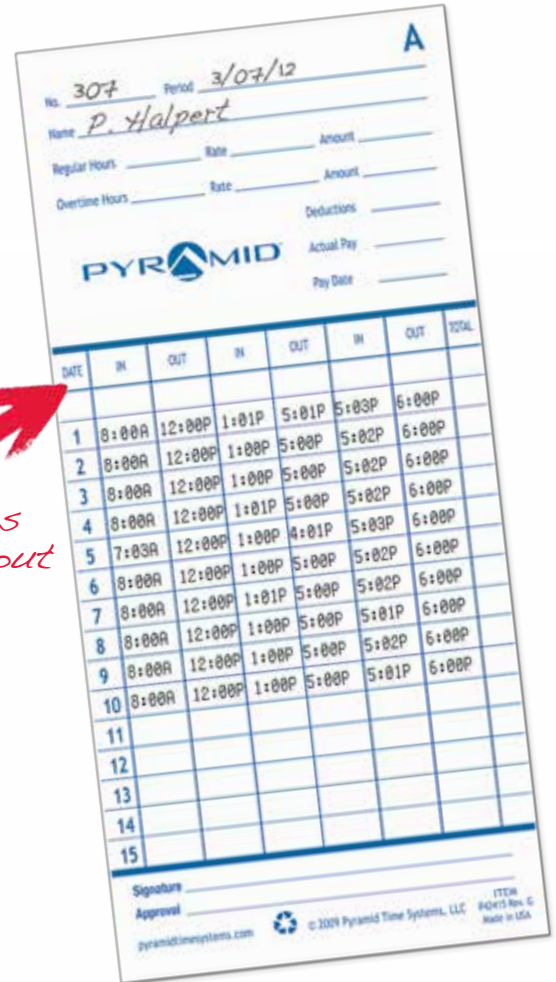 A
No. 307 Period 3/07/12
Name P. Halpert
Regular Hours Rate Amount
Overtime Hours Rate Amount
Deductions
Actual Pay
Pay Date
PYRAMID
DATE IN OUT IN OUT IN OUT TOTAL
1 8:00A 12:00P 1:01P 5:01P 5:03P 6:00P
2 8:00A 12:00P 1:00P 5:00P 5:02P 6:00P
3 8:00A 12:00P 1:00P 5:00P 5:02P 6:00P
4 8:00A 12:00P 1:01P 5:00P 5:02P 6:00P
5 7:03A 12:00P 1:00P 4:01P 5:03P 6:00P
6 8:00A 12:00P 1:00P 5:00P 5:02P 6:00P
7 8:00A 12:00P 1:01P 5:00P 5:02P 6:00P
8 8:00A 12:00P 1:00P 5:00P 5:01P 6:00P
9 8:00A 12:00P 1:00P 5:00P 5:02P 6:00P
10 8:00A 12:00P 1:00P 5:00P 5:01P 6:00P
11
12
13
14
15
s
out
Signature
Approval
pyramidtimesystems.com © 2009 Pyramid Time Systems, LLC
ITEM
Rev. G
Made in USA